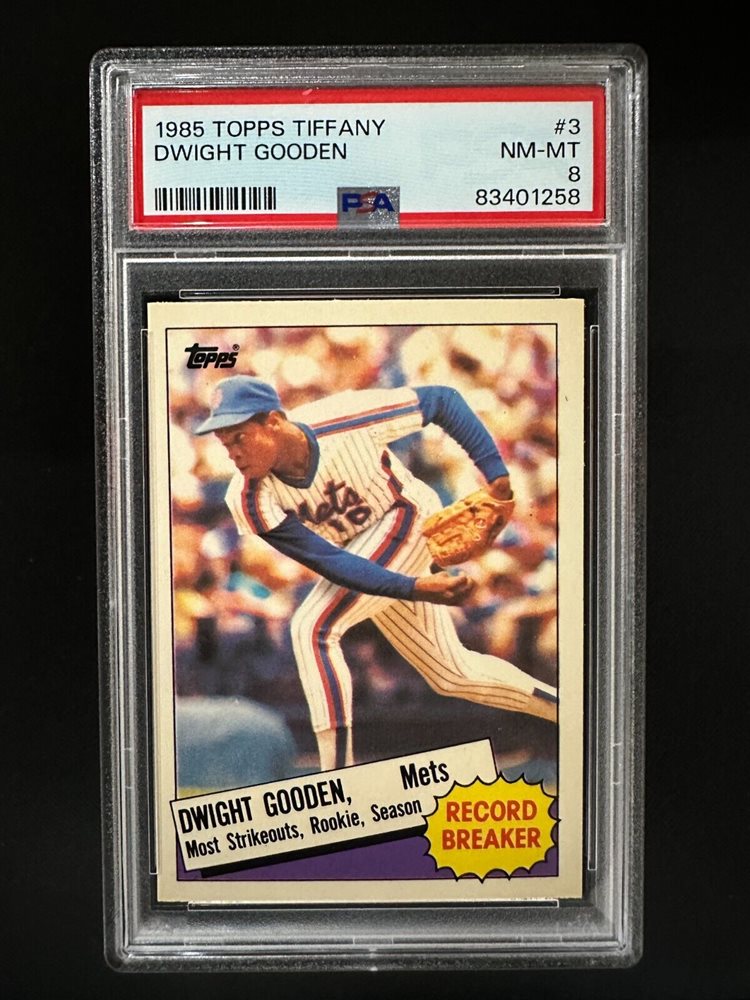 1985 TOPPS TIFFANY #3
DWIGHT GOODEN NM-MT
8
PSA 83401258
Topps®
Mets
10
DWIGHT GOODEN, Mets
Most Strikeouts, Rookie, Season
RECORD
BREAKER